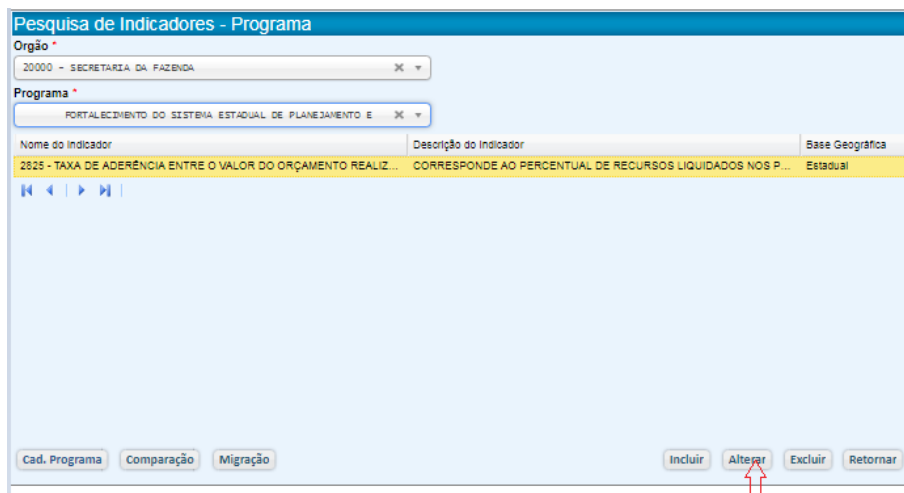 Pesquisa de Indicadores - Programa
Orgão *
20000 - SECRETARIA DA FAZENDA
Programa *
FORTALECIMENTO DO SISTEMA ESTADUAL DE PLANEJAMENTO E
Nome do Indicador Descrição do Indicador Base Geográfica
2825 - TAXA DE ADERÊNCIA ENTRE O VALOR DO ORÇAMENTO REALIZ... CORRESPONDE AO PERCENTUAL DE RECURSOS LIQUIDADOS NOS P... Estadual
Cad. Programa Comparação Migração Incluir Alterar Excluir Retornar